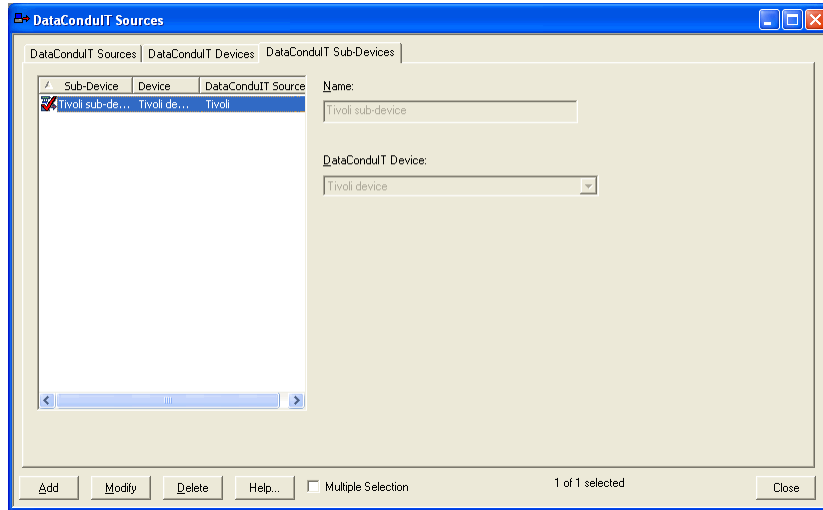 DataConduIT Sources
DataConduIT Sources DataConduIT Devices DataConduIT Sub-Devices
Sub-Device Device DataConduIT Source
Tivoli sub-de... Tivoli de... Tivoli
Name:
Tivoli sub-device
DataConduIT Device:
Tivoli device
Add Modify Delete Help... Multiple Selection 1 of 1 selected Close